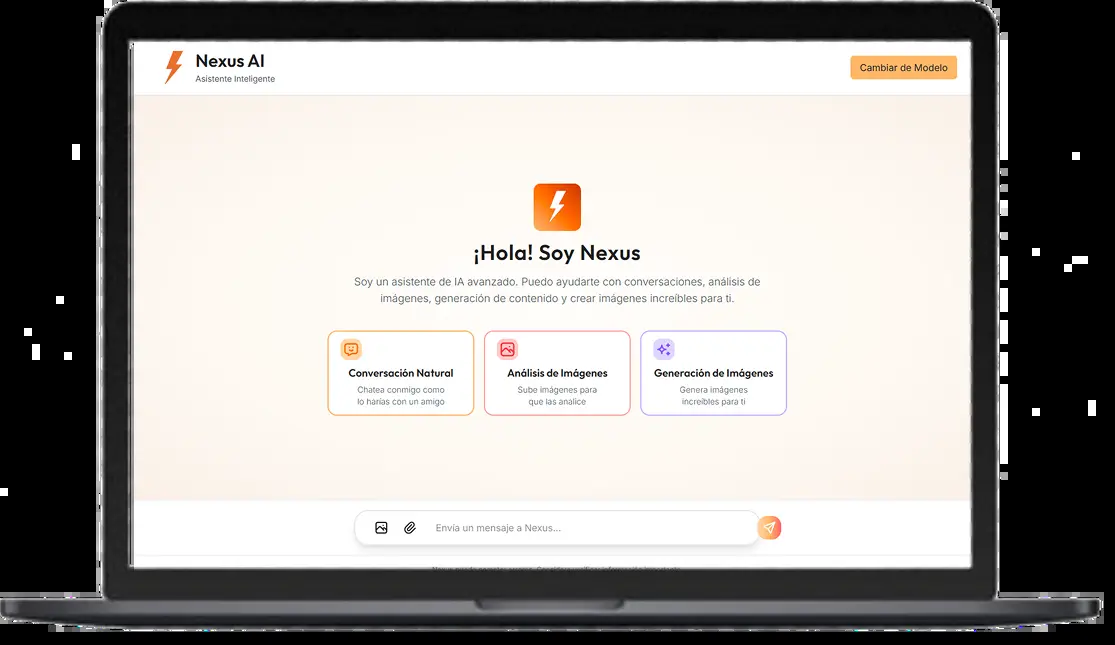 Nexus AI
Asistente Inteligente
Cambiar de Modelo
¡Hola! Soy Nexus
Soy un asistente de IA avanzado. Puedo ayudarte con conversaciones, análisis de
imágenes, generación de contenido y crear imágenes increíbles para ti.
Conversación Natural
Chatea conmigo como
lo harías con un amigo
Análisis de Imágenes
Sube imágenes para
que las analice
Generación de Imágenes
Genera imágenes
increíbles para ti
Envía un mensaje a Nexus...